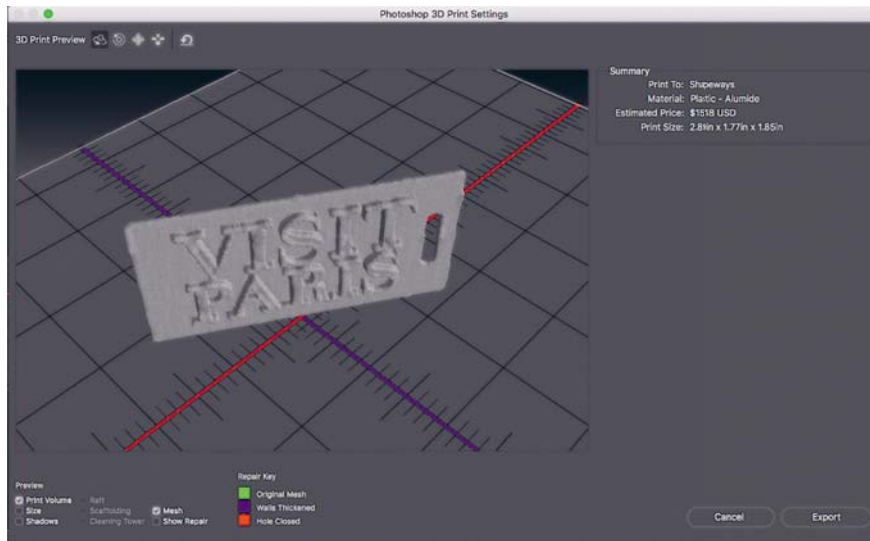 Photoshop 3D Print Settings
3D Print Preview
Summary
Print To: Shapeways
Material: Plastic - Alumide
Estimated Price: $1518 USD
Print Size: x 1.77in x 1.85in
VISIT
PARIS
Preview
Print Volume
Size
Shadows
Raft
Scaffolding
Cleaning Tower
Mesh
Show Repair
Repair Key
Original Mesh
Walls Thickened
Hole Closed
Cancel
Export